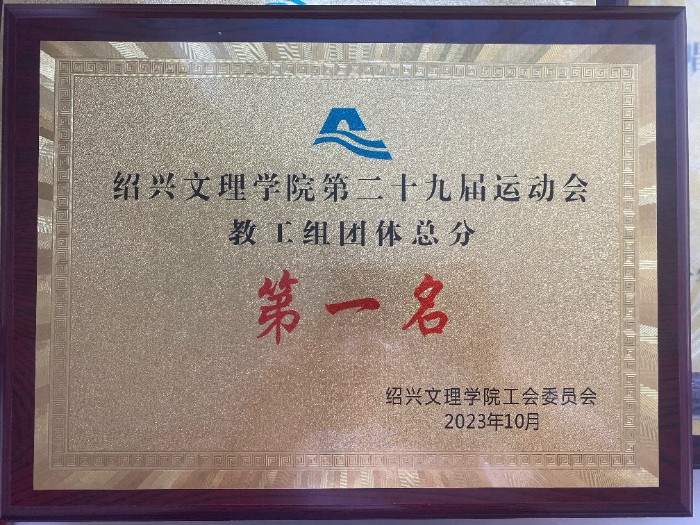 绍兴文理学院第二十九届运动会
教工组团体总分
第一名
绍兴文理学院工会委员会
2023年10月